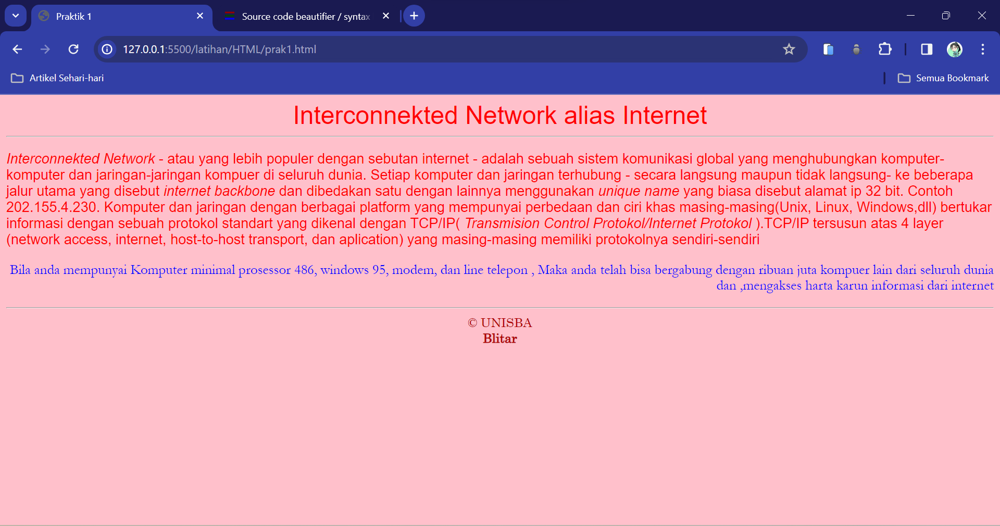 Praktik 1
Source code beautifier / syntax
127.0.0.1:5500/latihan/HTML/prak1.html
Artikel Sehari-hari
Semua Bookmark
Interconnekted Network alias Internet
Interconnekted Network - atau yang lebih populer dengan sebutan internet - adalah sebuah sistem komunikasi global yang menghubungkan komputer-
komputer dan jaringan-jaringan kompuer di seluruh dunia. Setiap komputer dan jaringan terhubung - secara langsung maupun tidak langsung- ke beberapa
jalur utama yang disebut internet backbone dan dibedakan satu dengan lainnya menggunakan unique name yang biasa disebut alamat ip 32 bit. Contoh
202.155.4.230. Komputer dan jaringan dengan berbagai platform yang mempunyai perbedaan dan ciri khas masing-masing(Unix, Linux, Windows,dll) bertukar
informasi dengan sebuah protokol standart yang dikenal dengan TCP/IP( Transmision Control Protokol/Internet Protokol ).TCP/IP tersusun atas 4 layer
(network access, internet, host-to-host transport, dan aplication) yang masing-masing memiliki protokolnya sendiri-sendiri
Bila anda mempunyai Komputer minimal prosessor 486, windows 95, modem, dan line telepon , Maka anda telah bisa bergabung dengan ribuan juta kompuer lain dari seluruh dunia
dan ,mengakses harta karun informasi dari internet
© UNISBA
Blitar